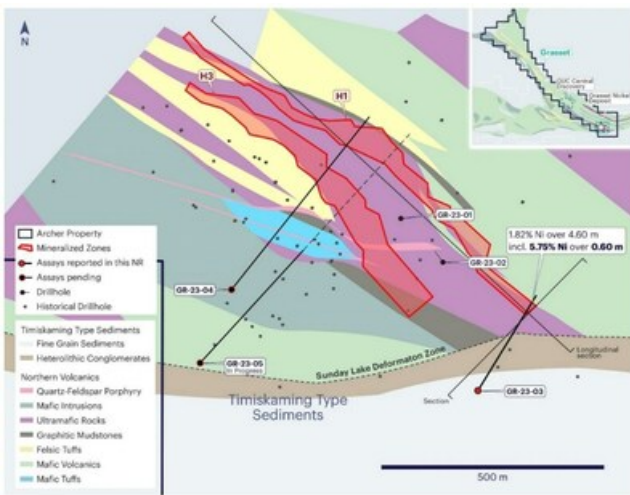 N
H3
H1
Grasset
QUC Central
Discovery
Grasset Nickel
Deposit
GR-23-01
1.82% Ni over 4.60 m
incl. 5.75% Ni over 0.60 m
GR-23-02
GR-23-04
GR-23-05
In Progress
GR-23-03
Sunday Lake Deformaton Zone
Longitudinal
section
Section
Timiskaming Type
Sediments
500 m
Archer Property
Mineralized Zones
Assays reported in this NR
Assays pending
Drillhole
Historical Drillhole
Timiskaming Type Sediments
Fine Grain Sediments
Heterolithic Conglomerates
Northern Volcanics
Quartz-Feldspar Porphyry
Mafic Intrusions
Ultramafic Rocks
Graphitic Mudstones
Felsic Tuffs
Mafic Volcanics
Mafic Tuffs